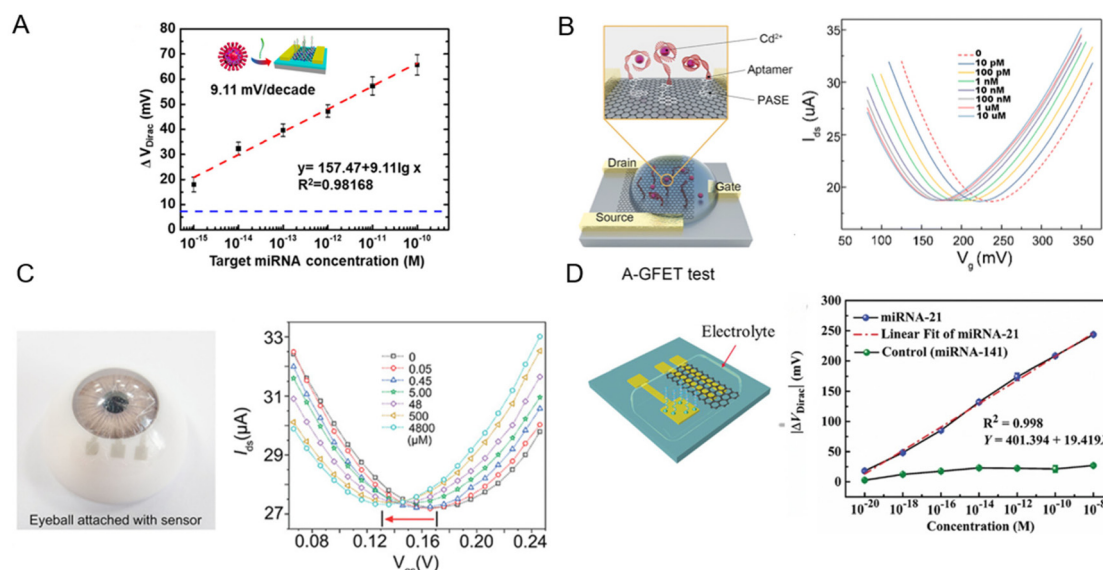 A
9.11 mV/decade
y= 157.47+9.11lg x
R²=0.98168
Δ V_Dirac (mV)
80
70
60
50
40
30
20
10
0
10⁻¹⁵ 10⁻¹⁴ 10⁻¹³ 10⁻¹² 10⁻¹¹ 10⁻¹⁰
Target miRNA concentration (M)
B
Cd²⁺
Aptamer
PASE
Drain
Gate
Source
I_ds (uA)
35
30
25
20
0
10 pM
100 pM
1 nM
10 nM
100 nM
1 uM
10 uM
50 100 150 200 250 300 350
V_g (mV)
C
Eyeball attached with sensor
I_ds(μA)
33
31
29
27
0
0.05
0.45
5.00
48
500
4800
(μM)
0.08 0.12 0.16 0.20 0.24
(V)
D
A-GFET test
Electrolyte
|ΔV_Dirac| (mV)
300
250
200
150
100
50
0
miRNA-21
Linear Fit of miRNA-21
Control (miRNA-141)
R² = 0.998
Y = 401.394 + 19.419
10⁻²⁰ 10⁻¹⁸ 10⁻¹⁶ 10⁻¹⁴ 10⁻¹² 10⁻¹⁰
Concentration (M)